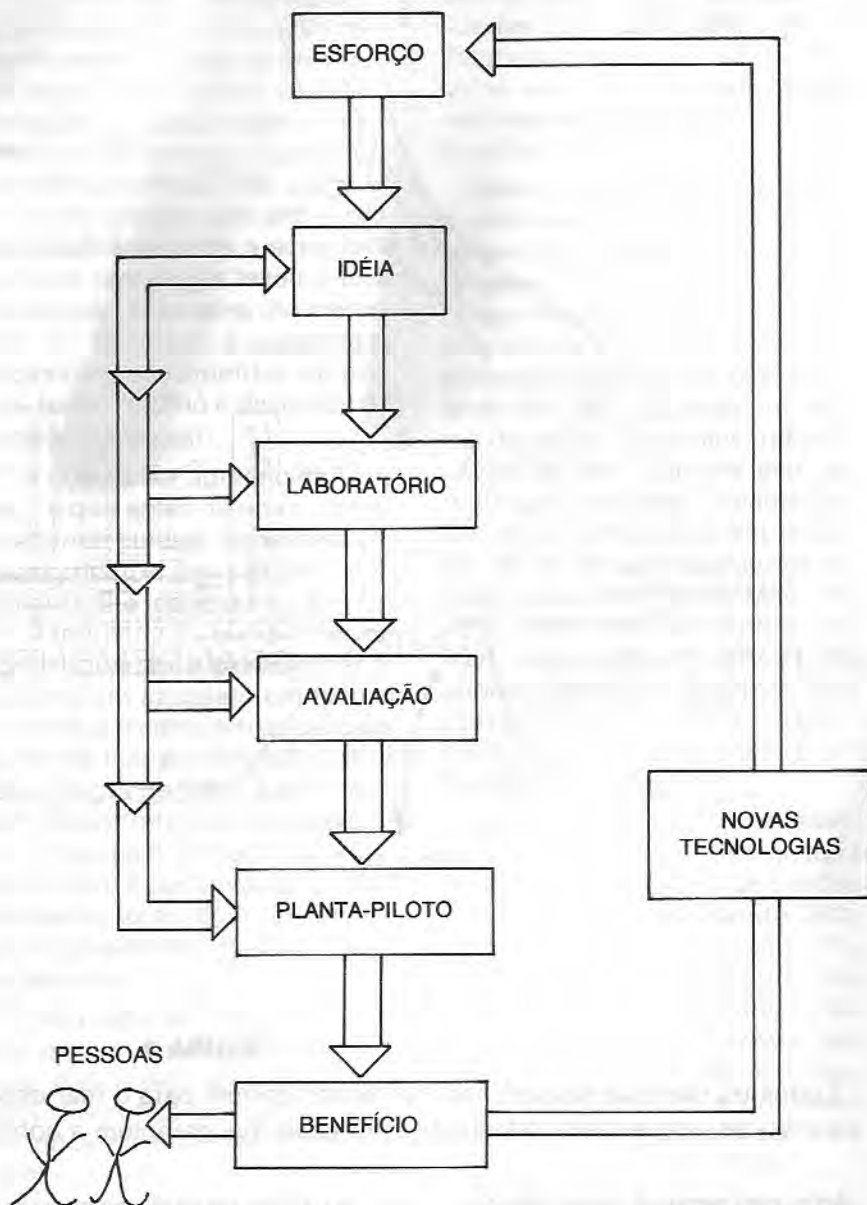 ESFORÇO
IDÉIA
LABORATÓRIO
AVALIAÇÃO
NOVAS
TECNOLOGIAS
PLANTA-PILOTO
PESSOAS
BENEFÍCIO